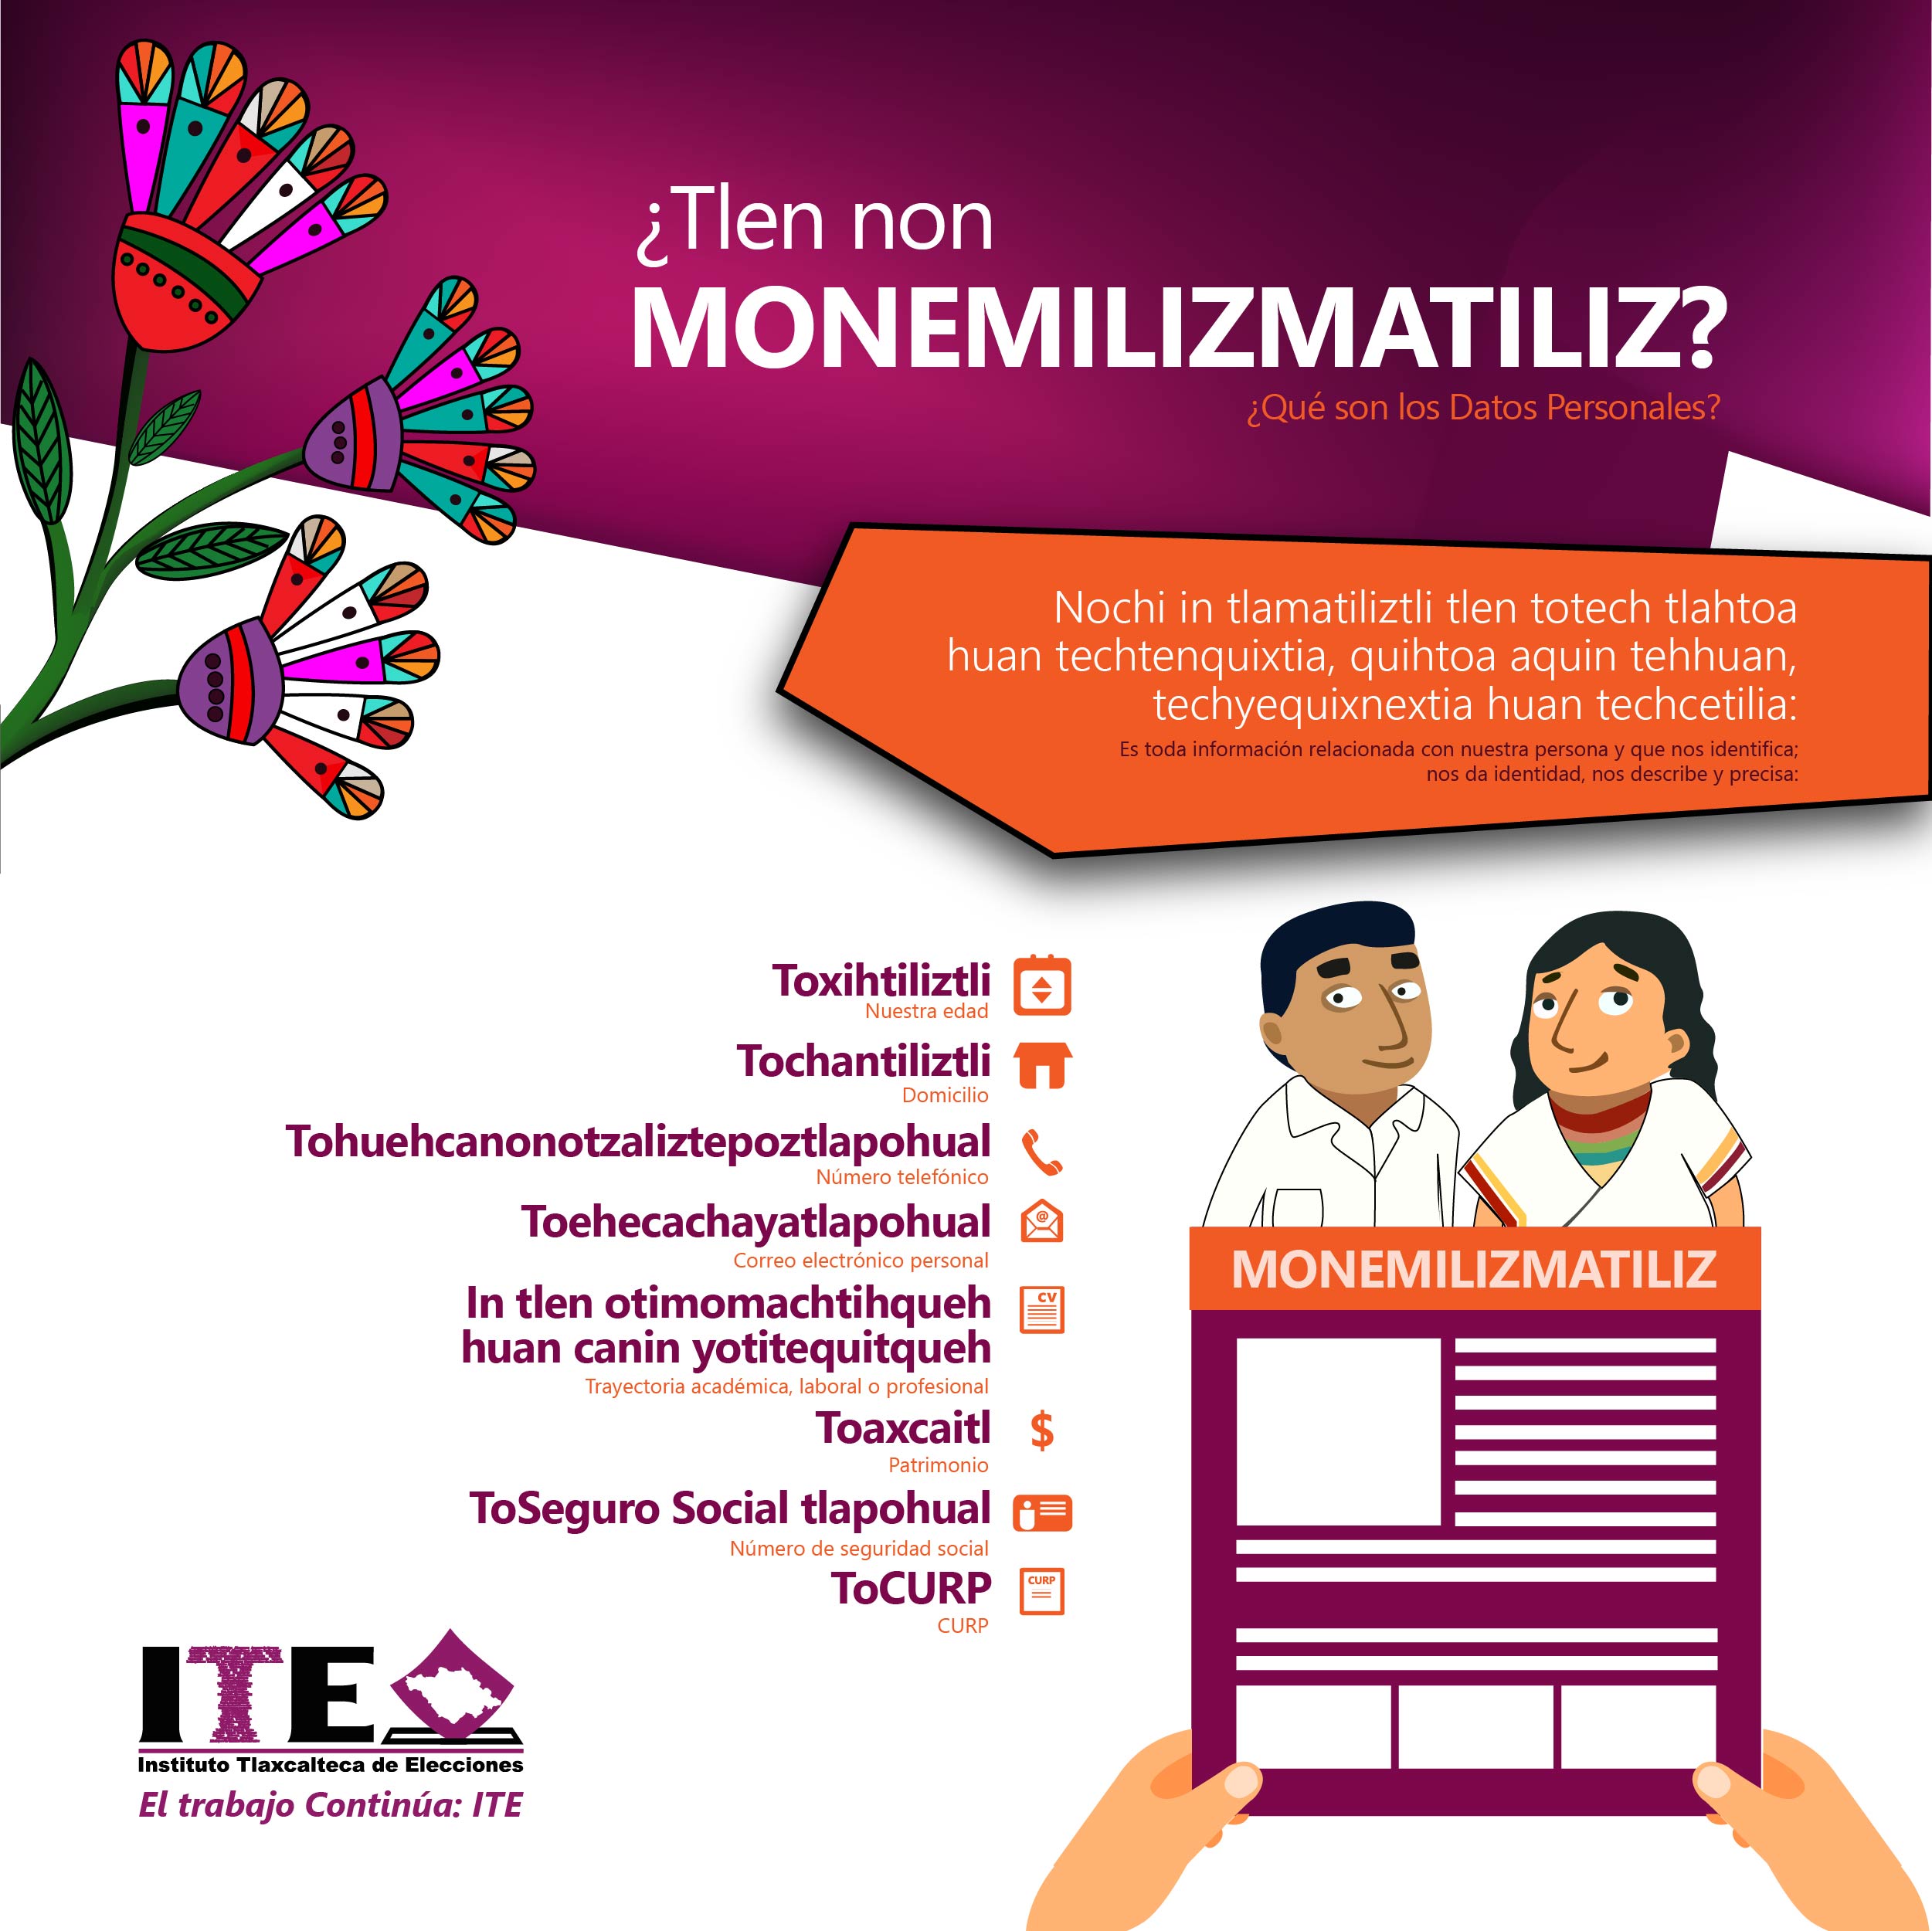 ¿Tlen non
MONEMILIZMATILIZ?
¿Qué son los Datos Personales?
Nochi in tlamatiliztli tlen totech tlahtoa
huan techtenquixtia, quihtoa aquin tehhuan,
techyequixnextia huan techcetilia:
Es toda información relacionada con nuestra persona y que nos identifica;
nos da identidad, nos describe y precisa:
Toxihtiliztli
Nuestra edad
Tochantiliztli
Domicilio
Tohuehcanonotzaliztepoztlapohual
Número telefónico
Toehecachayatlapohual
@
Correo electrónico personal
In tlen otimomachtihqueh
CV
huan canin yotitequitqueh
Trayectoria académica, laboral o profesional
Toaxcaitl
$
Patrimonio
ToSeguro Social tlapohual
Número de seguridad social
ToCURP
CURP
CURP
MONEMILIZMATILIZ
ITE
Instituto Tlaxcalteca de Elecciones
El trabajo Continúa: ITE